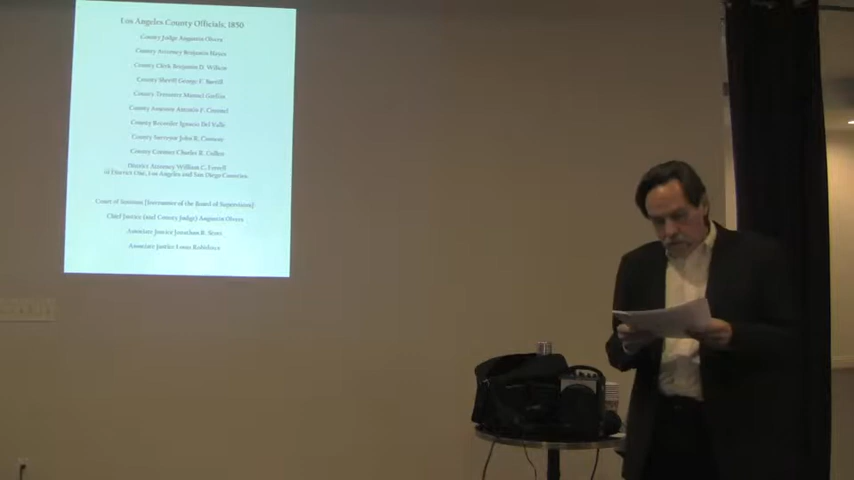 Los Angeles County Officials, 1850
County Judge Augustin Olvera
County Attorney Benjamin Hayes
County Clerk Benjamin D. Wilson
County Sheriff George T. Burrill
County Treasurer Manuel Garfias
County Assessor Antonio F. Coronel
County Recorder Ignacio Del Valle
County Surveyor John R. Conway
County Coroner Charles B. Cullen
District Attorney William C. Ferrell
of District One, Los Angeles and San Diego Counties
Court of Sessions [forerunner of the Board of Supervisors]
Chief Justice (and County Judge) Augustin Olvera
Associate Justice Jonathan R. Scott
Associate Justice Louis Robidoux